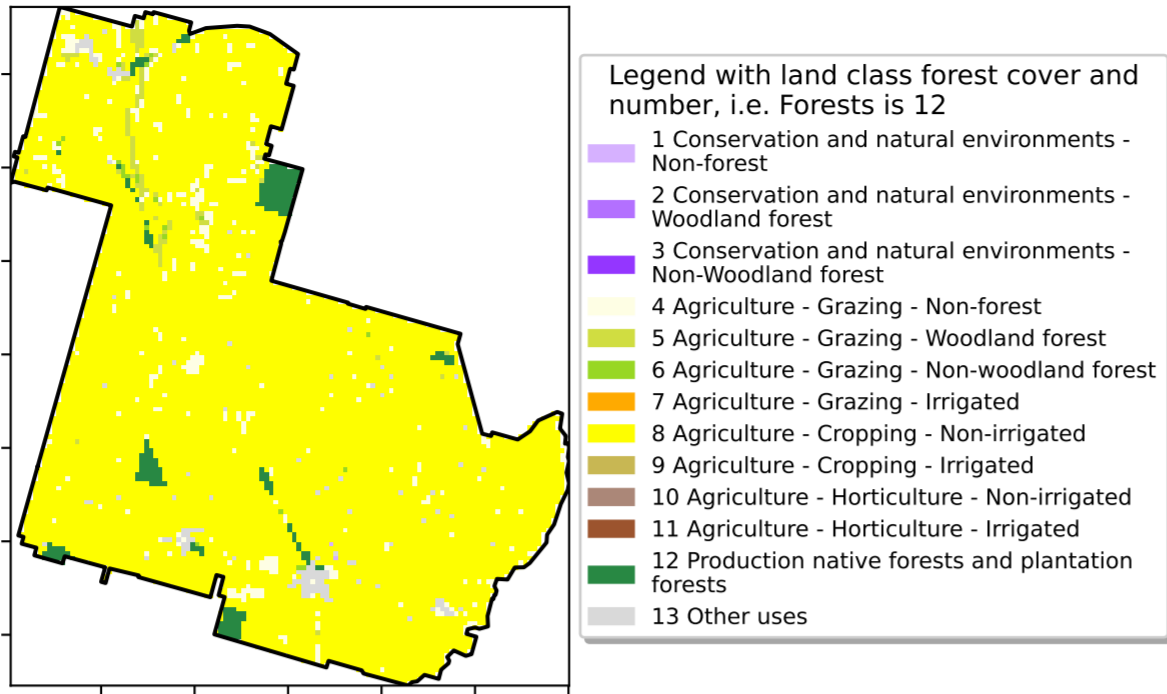 Legend with land class forest cover and
number, i.e. Forests is 12
1 Conservation and natural environments -
Non-forest
2 Conservation and natural environments -
Woodland forest
3 Conservation and natural environments -
Non-Woodland forest
4 Agriculture - Grazing - Non-forest
5 Agriculture - Grazing - Woodland forest
6 Agriculture - Grazing - Non-woodland forest
7 Agriculture - Grazing - Irrigated
8 Agriculture - Cropping - Non-irrigated
9 Agriculture - Cropping - Irrigated
10 Agriculture - Horticulture - Non-irrigated
11 Agriculture - Horticulture - Irrigated
12 Production native forests and plantation
forests
13 Other uses